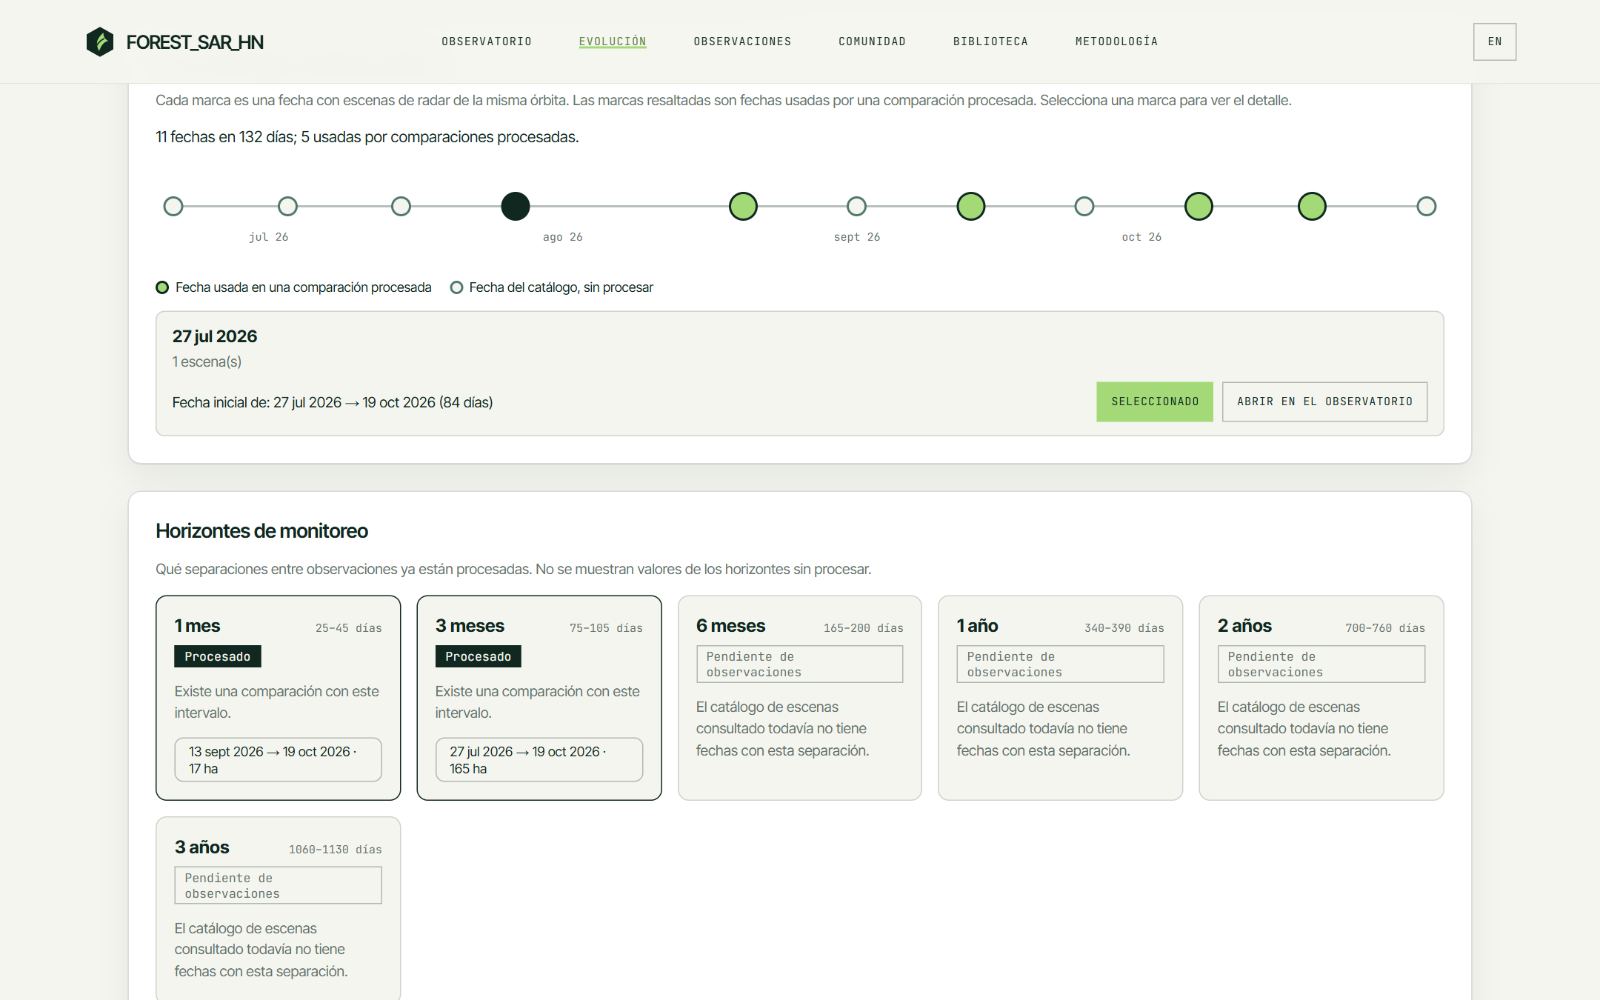 FOREST_SAR_HN
OBSERVATORIO
EVOLUCIÓN
OBSERVACIONES
COMUNIDAD
BIBLIOTECA
METODOLOGÍA
EN
Cada marca es una fecha con escenas de radar de la misma órbita. Las marcas resaltadas son fechas usadas por una comparación procesada. Selecciona una marca para ver el detalle.
11 fechas en 132 días; 5 usadas por comparaciones procesadas.
jul 26
ago 26
sept 26
oct 26
Fecha usada en una comparación procesada
Fecha del catálogo, sin procesar
27 jul 2026
1 escena(s)
Fecha inicial de: 27 jul 2026 → 19 oct 2026 (84 días)
SELECCIONADO
ABRIR EN EL OBSERVATORIO
Horizontes de monitoreo
Qué separaciones entre observaciones ya están procesadas. No se muestran valores de los horizontes sin procesar.
1 mes
25–45 días
Procesado
Existe una comparación con este
intervalo.
13 sept 2026 → 19 oct 2026 ·
17 ha
3 meses
75–105 días
Procesado
Existe una comparación con este
intervalo.
27 jul 2026 → 19 oct 2026 ·
165 ha
6 meses
165–200 días
Pendiente de
observaciones
El catálogo de escenas
consultado todavía no tiene
fechas con esta separación.
1 año
340–390 días
Pendiente de
observaciones
El catálogo de escenas
consultado todavía no tiene
fechas con esta separación.
2 años
700–760 días
Pendiente de
observaciones
El catálogo de escenas
consultado todavía no tiene
fechas con esta separación.
3 años
1060–1130 días
Pendiente de
observaciones
El catálogo de escenas
consultado todavía no tiene
fechas con esta separación.